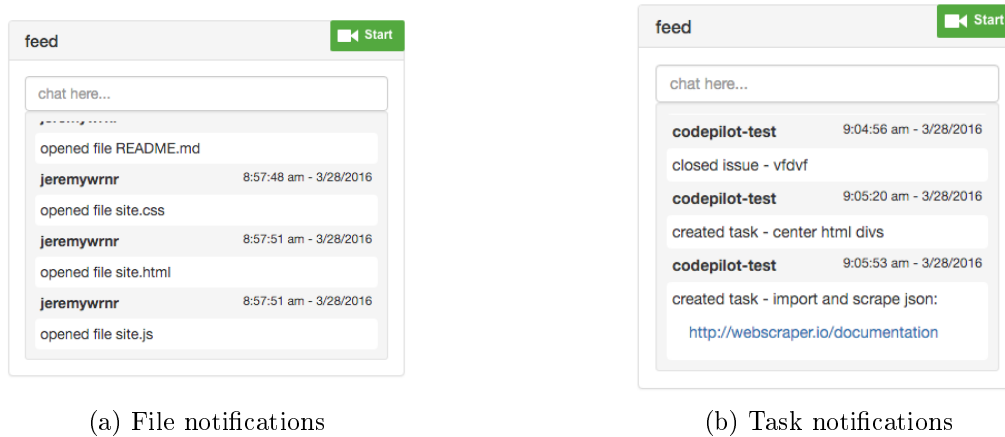 feed
Start
chat here...
opened file README.md
jeremywrnr 8:57:48 am - 3/28/2016
opened file site.css
jeremywrnr 8:57:51 am - 3/28/2016
opened file site.html
jeremywrnr 8:57:51 am - 3/28/2016
opened file site.js
(a) File notifications
feed
Start
chat here...
codepilot-test 9:04:56 am - 3/28/2016
closed issue - vfdvf
codepilot-test 9:05:20 am - 3/28/2016
created task - center html divs
codepilot-test 9:05:53 am - 3/28/2016
created task - import and scrape json:
http://webscraper.io/documentation
(b) Task notifications